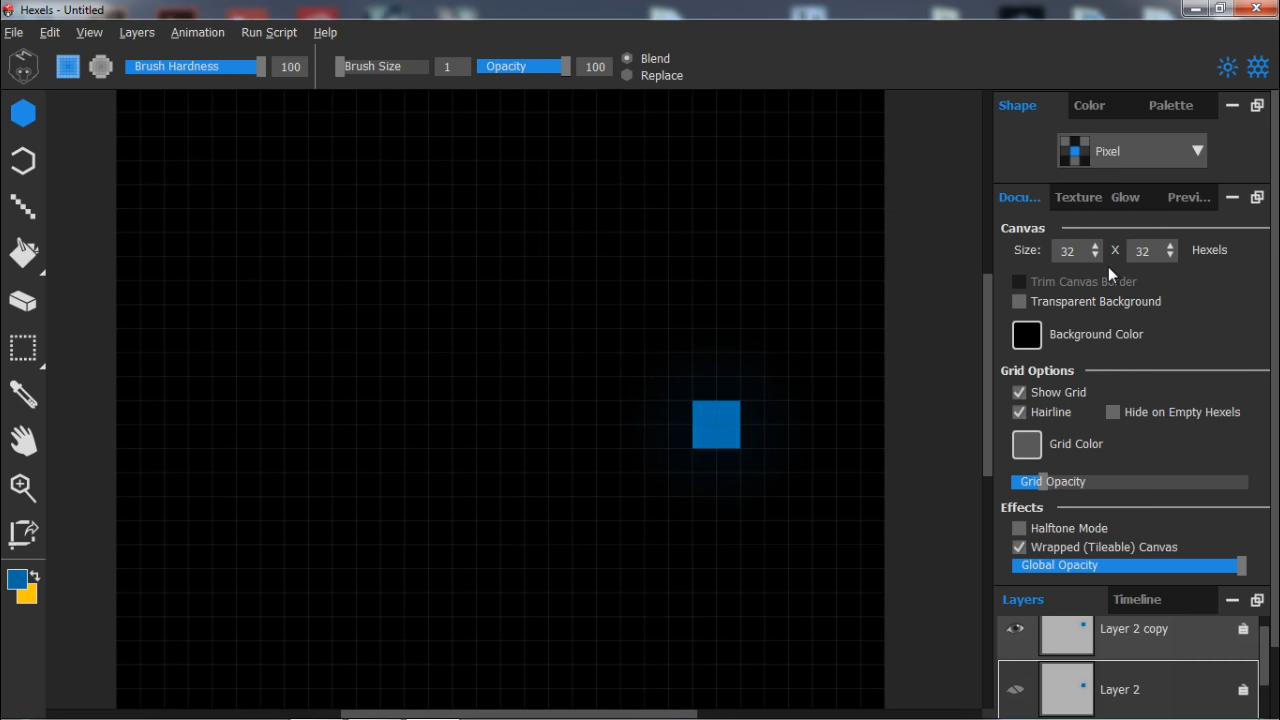 Hexels - Untitled
File Edit View Layers Animation Run Script Help
Brush Hardness 100 Brush Size 1 Opacity 100
Blend
Replace
Shape Color Palette
Pixel
Docu... Texture Glow Previ...
Canvas
Size: 32 X 32 Hexels
Trim Canvas Border
Transparent Background
Background Color
Grid Options
Show Grid
Hairline Hide on Empty Hexels
Grid Color
Grid Opacity
Effects
Halftone Mode
Wrapped (Tileable) Canvas
Global Opacity
Layers Timeline
Layer 2 copy
Layer 2